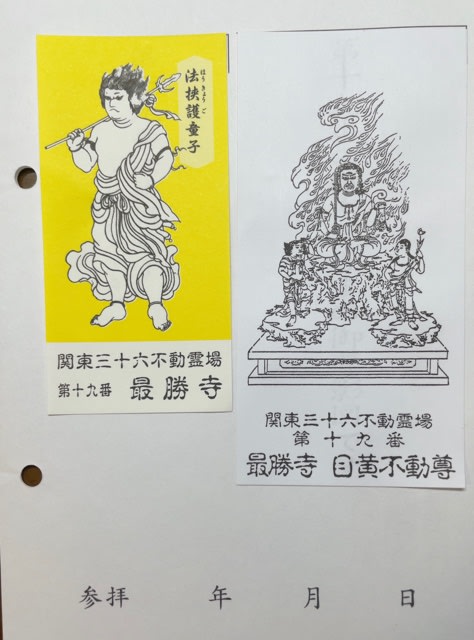 法挾護童子
ほうきょうご
関東三十六不動霊場
第十九番 最勝寺
関東三十六不動霊場
第十九番
最勝寺 目黄不動尊
参拝 年 月 日